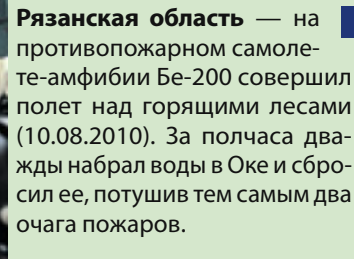 Рязанская область — на
противопожарном самоле-
те-амфибии Бе-200 совершил
полет над горящими лесами
(10.08.2010). За полчаса два-
жды набрал воды в Оке и сбро-
сил ее, потушив тем самым два
очага пожаров.